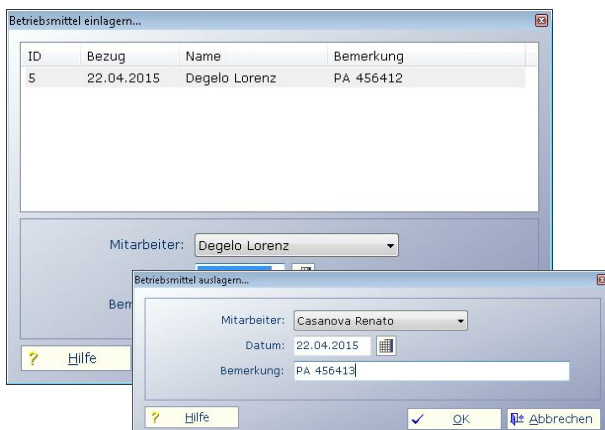 Betriebsmittel einlagern...
ID Bezug Name Bemerkung
5 22.04.2015 Degelo Lorenz PA 456412
Mitarbeiter: Degelo Lorenz
Bem
? Hilfe
Betriebsmittel auslagern...
Mitarbeiter: Casanova Renato
Datum: 22.04.2015
Bemerkung: PA 456413
? Hilfe
OK
Abbrechen